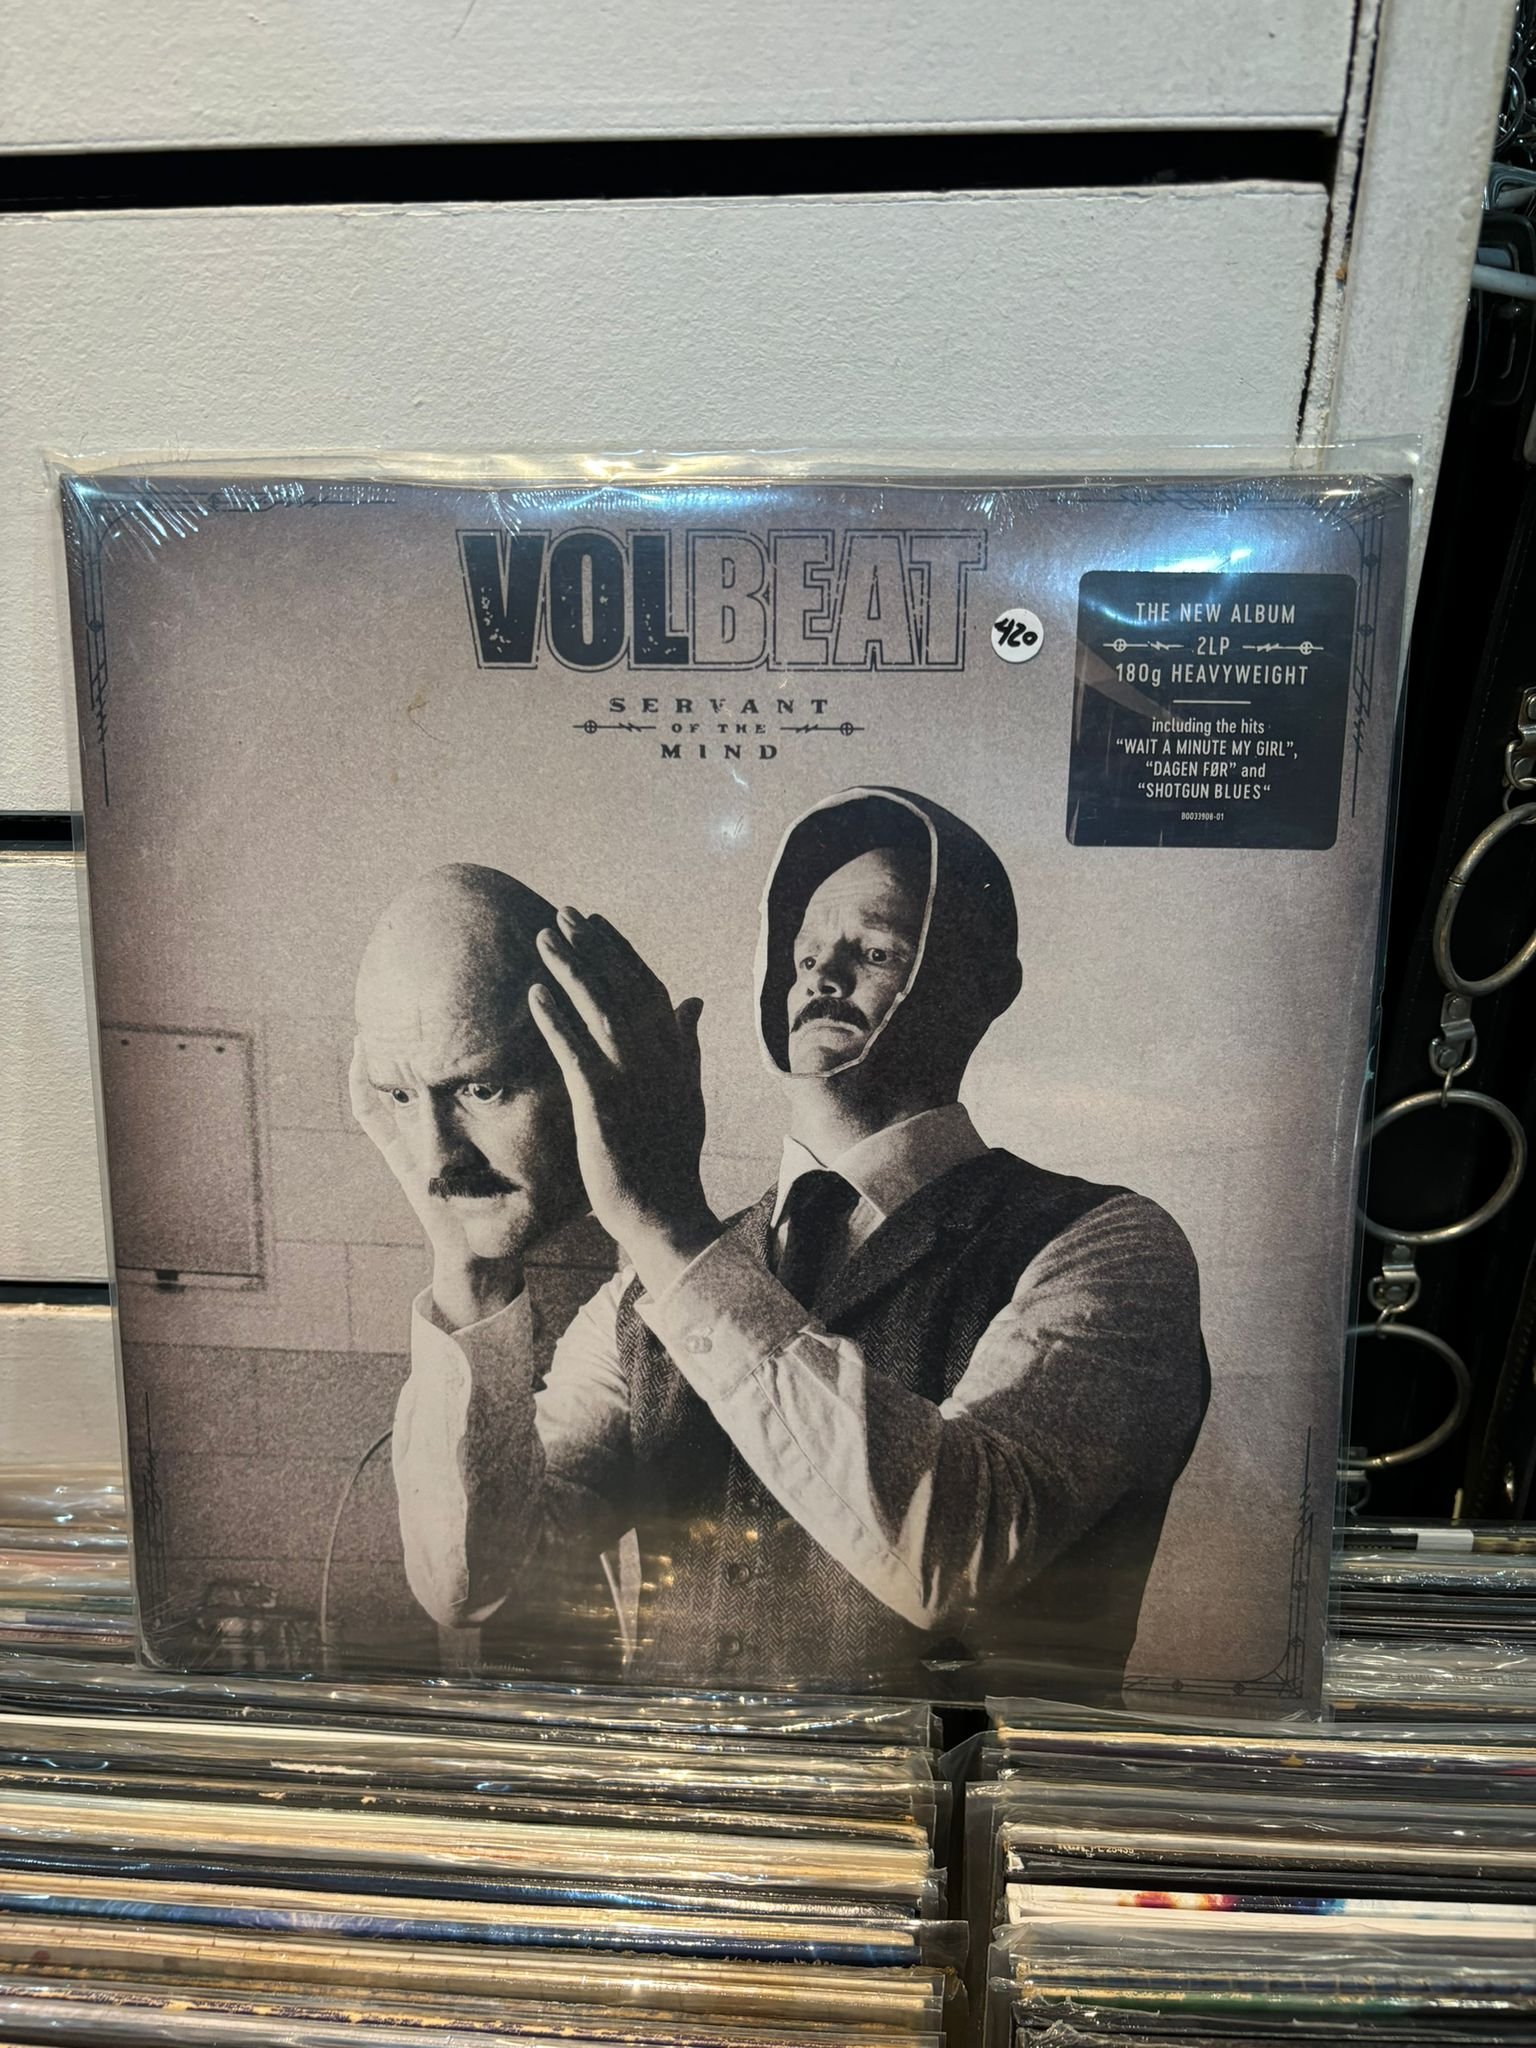 VOLBEAT
SERVANT
OF THE
MIND
420
THE NEW ALBUM
2LP
180g HEAVYWEIGHT
including the hits
“WAIT A MINUTE MY GIRL”,
“DAGEN FØR” and
“SHOTGUN BLUES“
B0033908-01